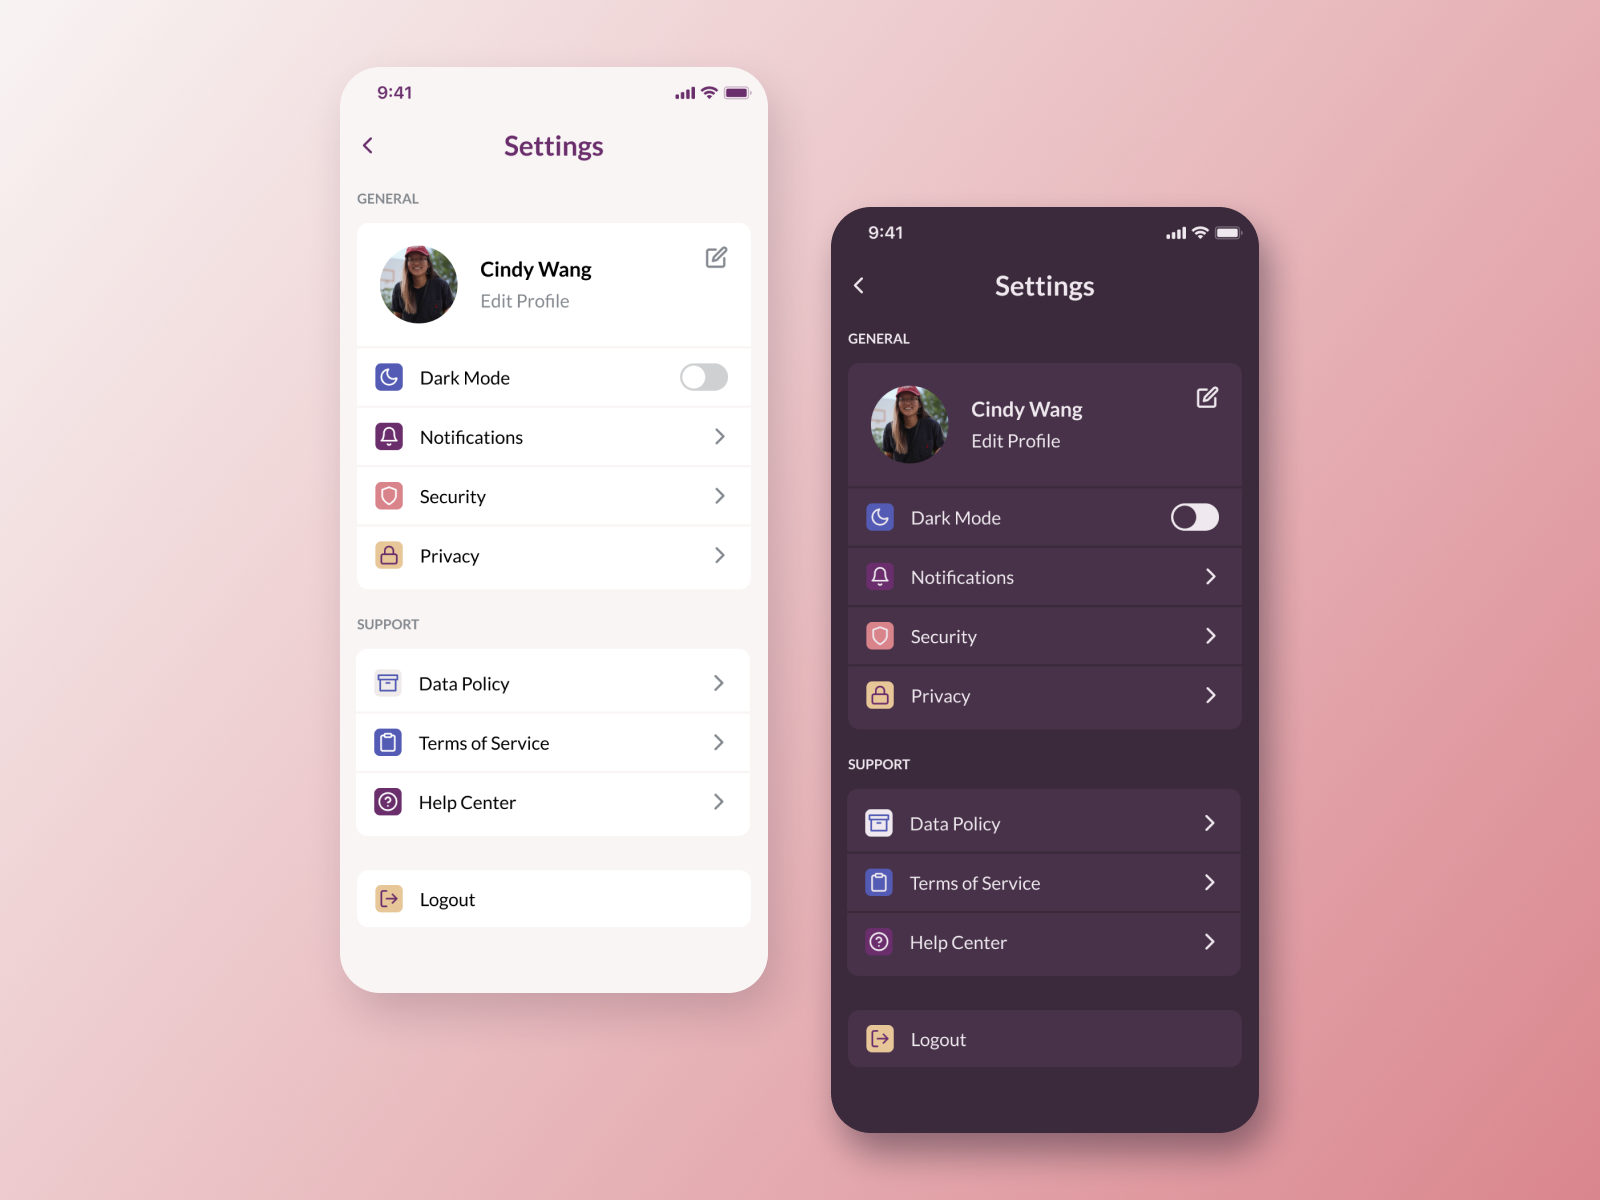 9:41
Settings
GENERAL
Cindy Wang
Edit Profile
Dark Mode
Notifications
Security
Privacy
SUPPORT
Data Policy
Terms of Service
Help Center
Logout
9:41
Settings
GENERAL
Cindy Wang
Edit Profile
Dark Mode
Notifications
Security
Privacy
SUPPORT
Data Policy
Terms of Service
Help Center
Logout